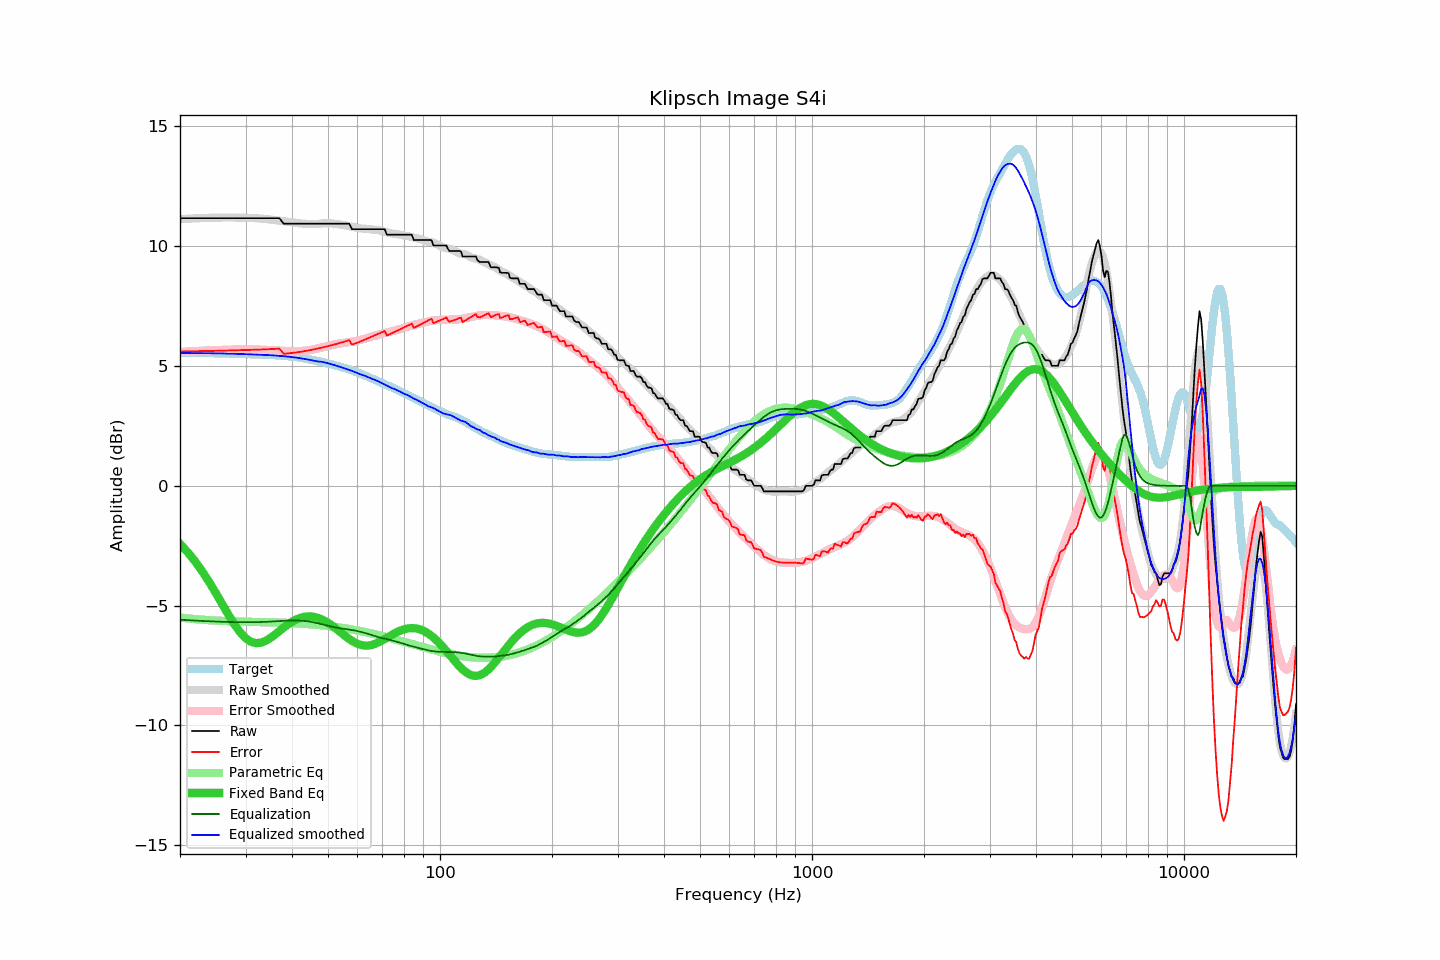 Klipsch Image S4i
15
10
5
0
−5
−10
−15
Amplitude (dBr)
Target
Raw Smoothed
Error Smoothed
Raw
Error
Parametric Eq
Fixed Band Eq
Equalization
Equalized smoothed
100
1000
10000
Frequency (Hz)